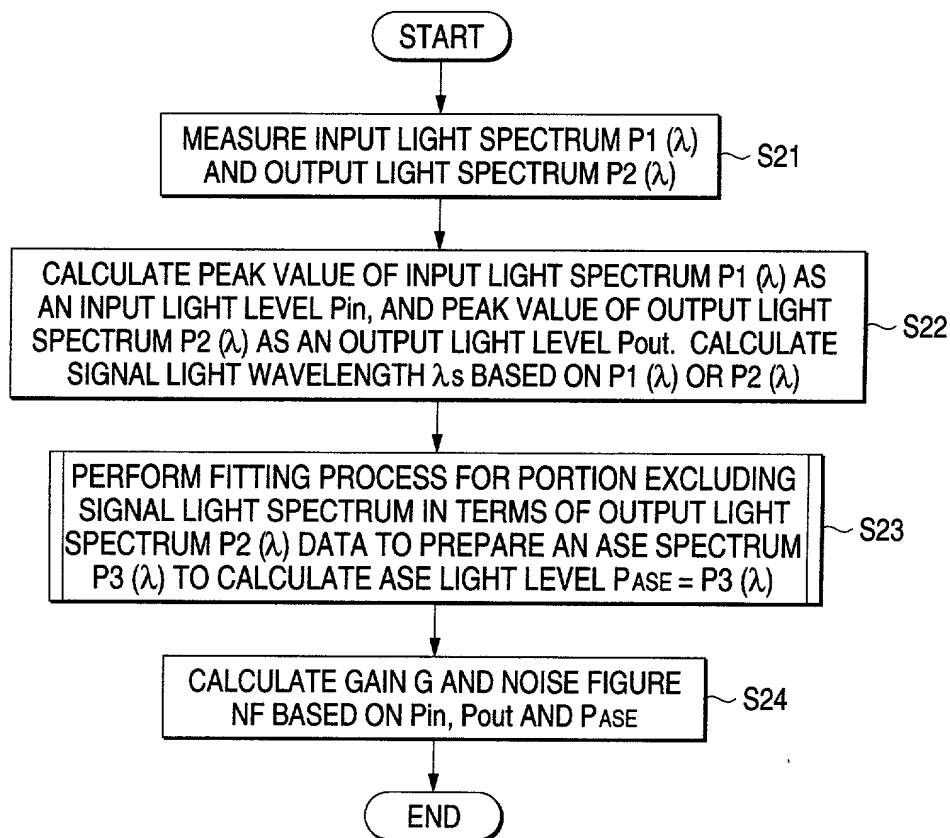 START
MEASURE INPUT LIGHT SPECTRUM P1 (λ)
AND OUTPUT LIGHT SPECTRUM P2 (λ)
S21
CALCULATE PEAK VALUE OF INPUT LIGHT SPECTRUM P1 (λ) AS
AN INPUT LIGHT LEVEL Pin, AND PEAK VALUE OF OUTPUT LIGHT
SPECTRUM P2 (λ) AS AN OUTPUT LIGHT LEVEL Pout. CALCULATE
SIGNAL LIGHT WAVELENGTH λs BASED ON P1 (λ) OR P2 (λ)
S22
PERFORM FITTING PROCESS FOR PORTION EXCLUDING
SIGNAL LIGHT SPECTRUM IN TERMS OF OUTPUT LIGHT
SPECTRUM P2 (λ) DATA TO PREPARE AN ASE SPECTRUM
P3 (λ) TO CALCULATE ASE LIGHT LEVEL PASE = P3 (λ)
S23
CALCULATE GAIN G AND NOISE FIGURE
NF BASED ON Pin, Pout AND PASE
S24
END